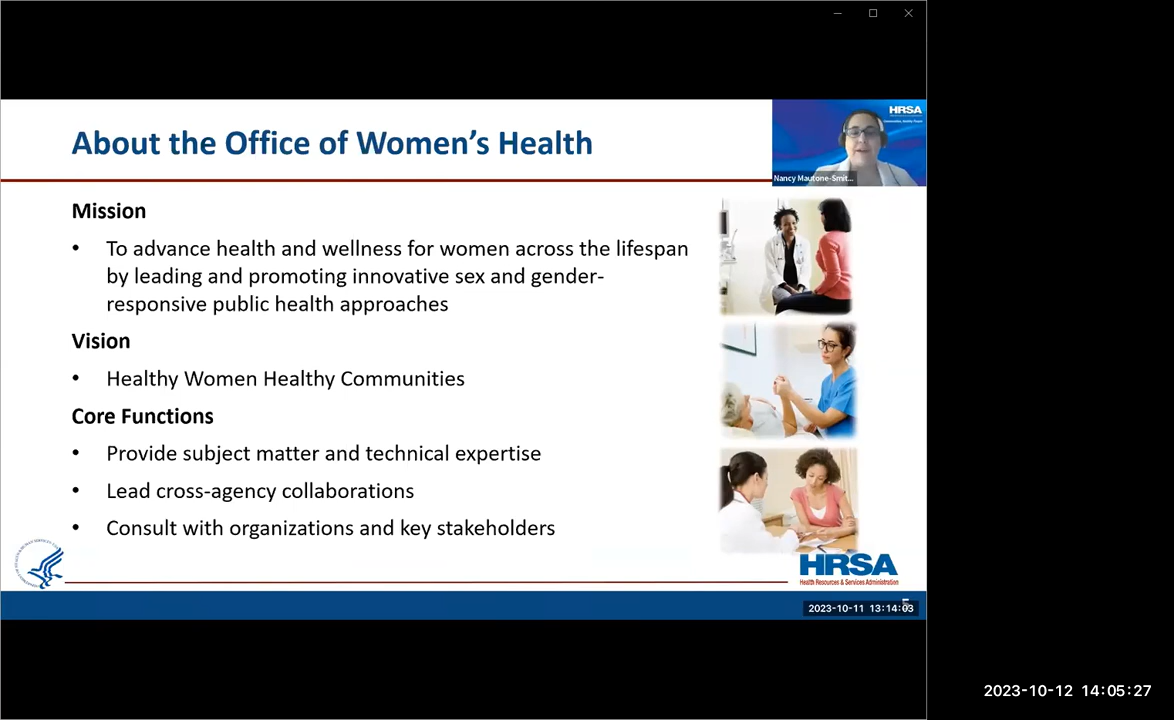 HRSA
About the Office of Women's Health
Nancy Mautone-Smit...
Mission
• To advance health and wellness for women across the lifespan
by leading and promoting innovative sex and gender-
responsive public health approaches
Vision
• Healthy Women Healthy Communities
Core Functions
• Provide subject matter and technical expertise
• Lead cross-agency collaborations
• Consult with organizations and key stakeholders
HRSA
Health Resources & Services Administration
2023-10-11 13:14:03
2023-10-12 14:05:27